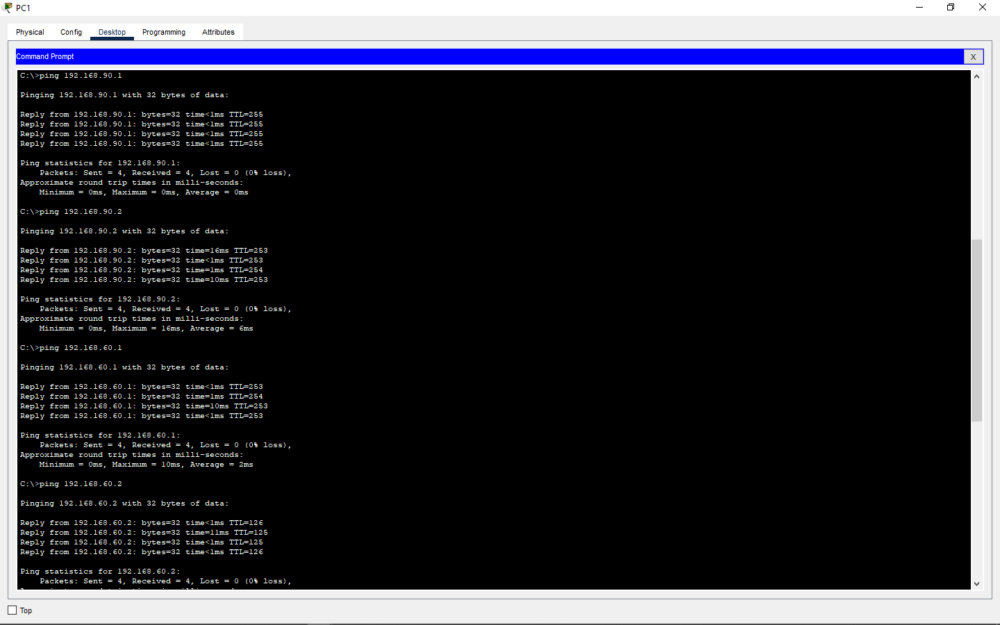 PC1
Physical Config Desktop Programming Attributes
Command Prompt
X
C:\>ping 192.168.90.1
Pinging 192.168.90.1 with 32 bytes of data:
Reply from 192.168.90.1: bytes=32 time<1ms TTL=255
Reply from 192.168.90.1: bytes=32 time<1ms TTL=255
Reply from 192.168.90.1: bytes=32 time<1ms TTL=255
Reply from 192.168.90.1: bytes=32 time<1ms TTL=255
Ping statistics for 192.168.90.1:
Packets: Sent = 4, Received = 4, Lost = 0 (0% loss),
Approximate round trip times in milli-seconds:
Minimum = 0ms, Maximum = 0ms, Average = 0ms
C:\>ping 192.168.90.2
Pinging 192.168.90.2 with 32 bytes of data:
Reply from 192.168.90.2: bytes=32 time=16ms TTL=253
Reply from 192.168.90.2: bytes=32 time<1ms TTL=253
Reply from 192.168.90.2: bytes=32 time=1ms TTL=254
Reply from 192.168.90.2: bytes=32 time=10ms TTL=253
Ping statistics for 192.168.90.2:
Packets: Sent = 4, Received = 4, Lost = 0 (0% loss),
Approximate round trip times in milli-seconds:
Minimum = 0ms, Maximum = 16ms, Average = 6ms
C:\>ping 192.168.60.1
Pinging 192.168.60.1 with 32 bytes of data:
Reply from 192.168.60.1: bytes=32 time<1ms TTL=253
Reply from 192.168.60.1: bytes=32 time=1ms TTL=254
Reply from 192.168.60.1: bytes=32 time=10ms TTL=253
Reply from 192.168.60.1: bytes=32 time<1ms TTL=253
Ping statistics for 192.168.60.1:
Packets: Sent = 4, Received = 4, Lost = 0 (0% loss),
Approximate round trip times in milli-seconds:
Minimum = 0ms, Maximum = 10ms, Average = 2ms
C:\>ping 192.168.60.2
Pinging 192.168.60.2 with 32 bytes of data:
Reply from 192.168.60.2: bytes=32 time<1ms TTL=126
Reply from 192.168.60.2: bytes=32 time=11ms TTL=125
Reply from 192.168.60.2: bytes=32 time<1ms TTL=125
Reply from 192.168.60.2: bytes=32 time<1ms TTL=126
Ping statistics for 192.168.60.2:
Packets: Sent = 4, Received = 4, Lost = 0 (0% loss),
Top